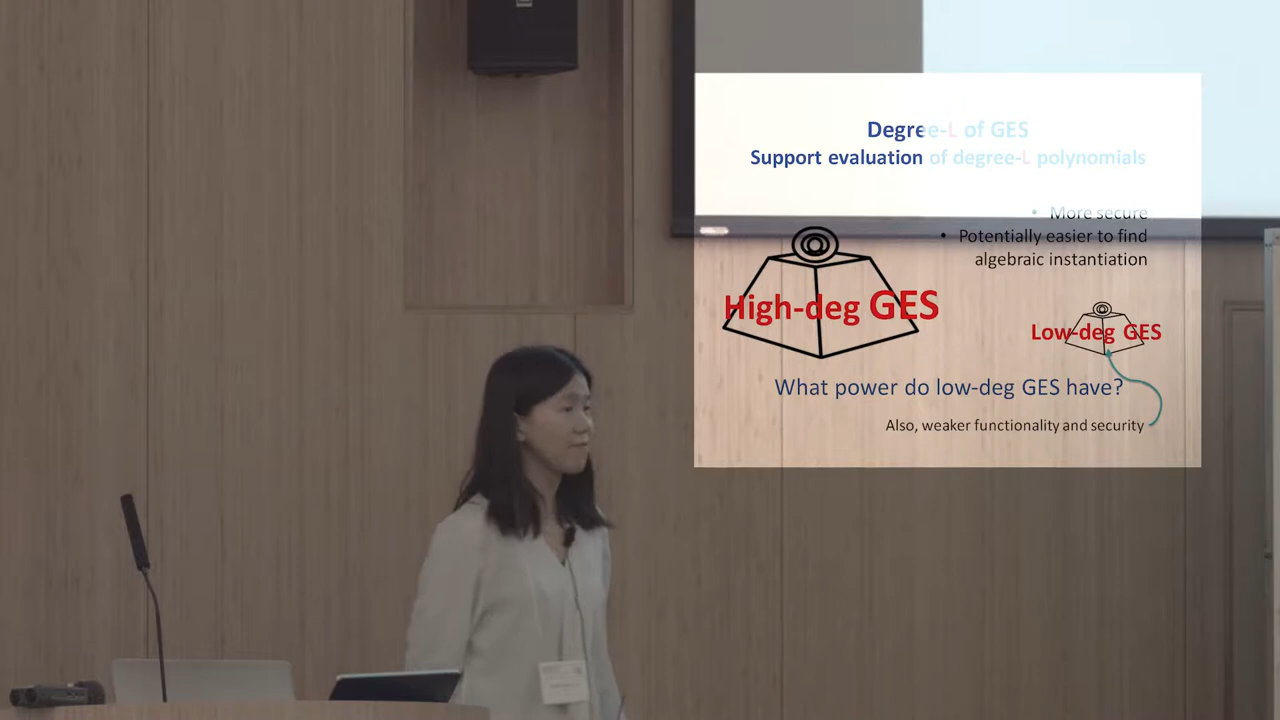 Degree-L of GES
Support evaluation of degree-L polynomials
• More secure
• Potentially easier to find
algebraic instantiation
High-deg GES
Low-deg GES
What power do low-deg GES have?
Also, weaker functionality and security